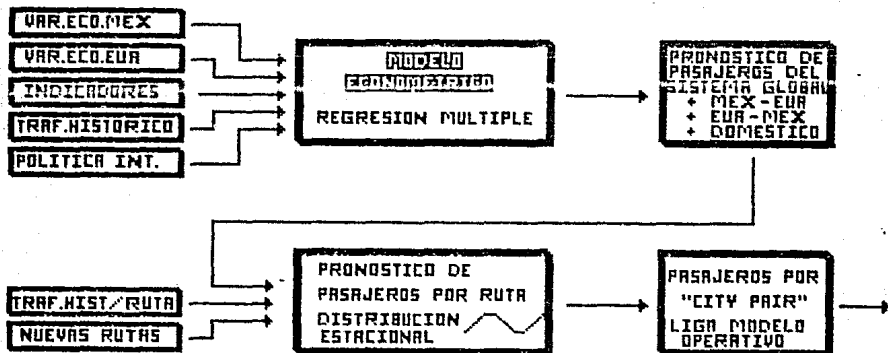 VAR.ECO.MEX
VAR.ECO.EUA
INDICADORES
TRAF.HISTORICO
POLITICA INT.
MODELO
ECONOMETRICO
REGRESION MULTIPLE
PRONOSTICO DE
PASAJEROS DEL
SISTEMA GLOBAL
+ MEX-EUA
+ EUA-MEX
+ DOMESTICO
TRAF.HIST/RUTA
NUEVAS RUTAS
PRONOSTICO DE
PASAJEROS POR RUTA
DISTRIBUCION
ESTACIONAL
PASAJEROS POR
"CITY PAIR"
LIGA MODELO
OPERATIVO